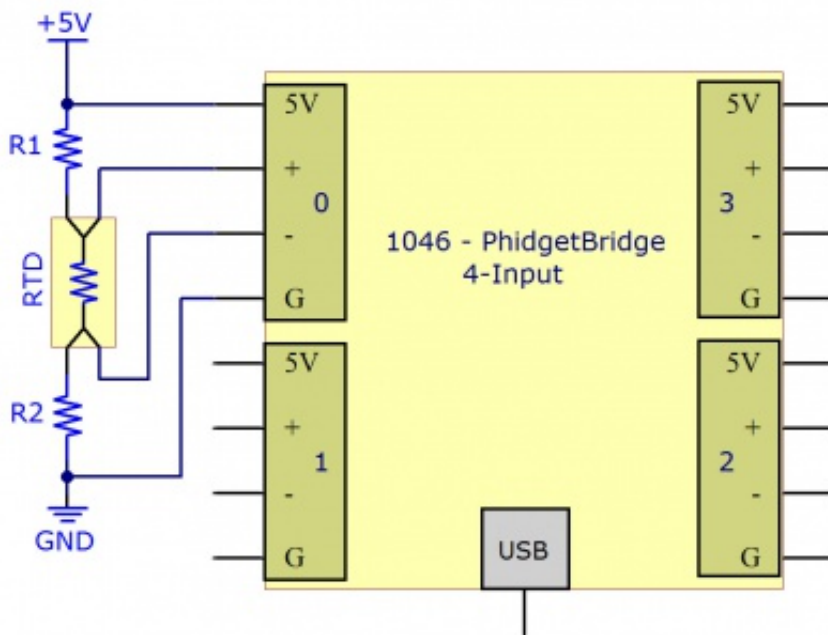 +5V
R1
RTD
R2
GND
5V
+
0
-
G
5V
+
1
-
G
1046 - PhidgetBridge
4-Input
USB
5V
+
3
-
G
5V
+
2
-
G